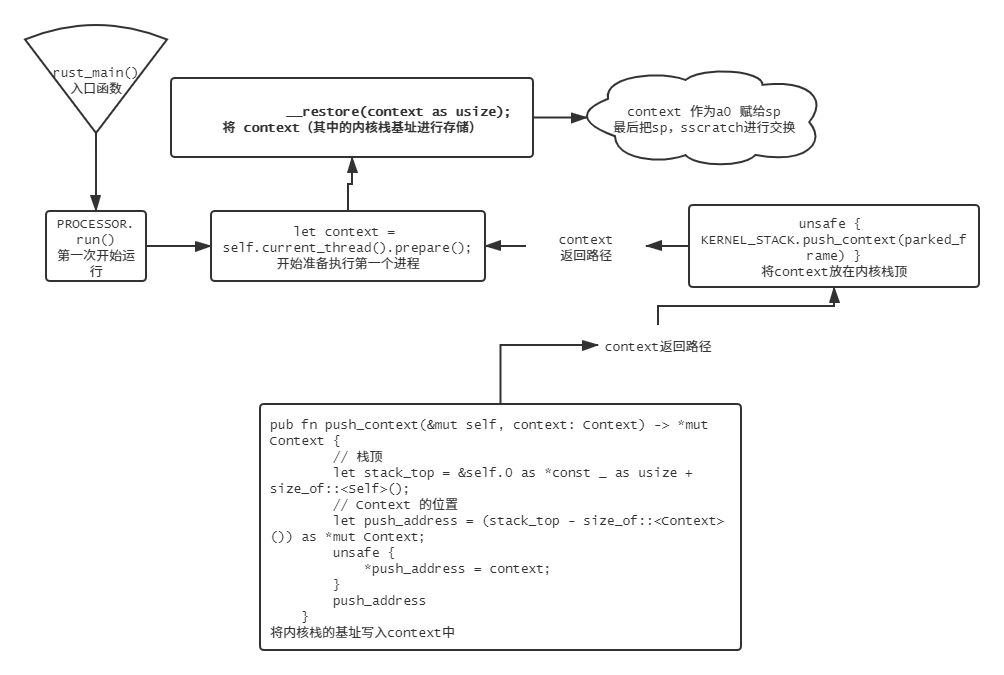 rust_main()
入口函数
__restore(context as usize);
将 context（其中的内核栈基址进行存储）
context 作为a0 赋给sp
最后把sp，sscratch进行交换
PROCESSOR.
run()
第一次开始运
行
let context =
self.current_thread().prepare();
开始准备执行第一个进程
context
返回路径
unsafe {
KERNEL_STACK.push_context(parked_f
rame) }
将context放在内核栈顶
context返回路径
pub fn push_context(&mut self, context: Context) -> *mut
Context {
        // 栈顶
        let stack_top = &self.0 as *const _ as usize +
size_of::<Self>();
        // Context 的位置
        let push_address = (stack_top - size_of::<Context>
()) as *mut Context;
        unsafe {
            *push_address = context;
        }
        push_address
    }
将内核栈的基址写入context中